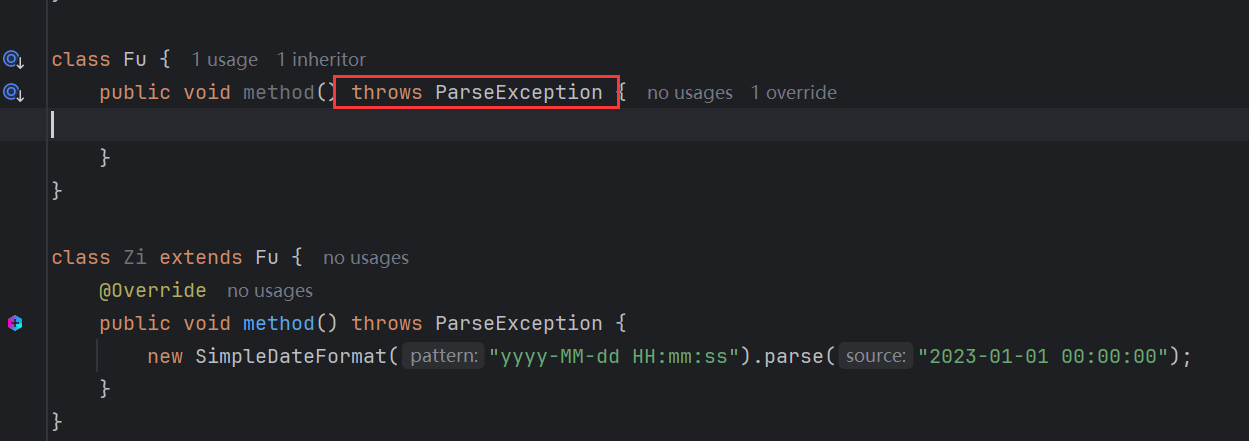 }
class Fu { 1 usage 1 inheritor
public void method() throws ParseException { no usages 1 override
}
}
class Zi extends Fu { no usages
@Override no usages
public void method() throws ParseException {
new SimpleDateFormat( pattern: "yyyy-MM-dd HH:mm:ss").parse( source: "2023-01-01 00:00:00");
}
}